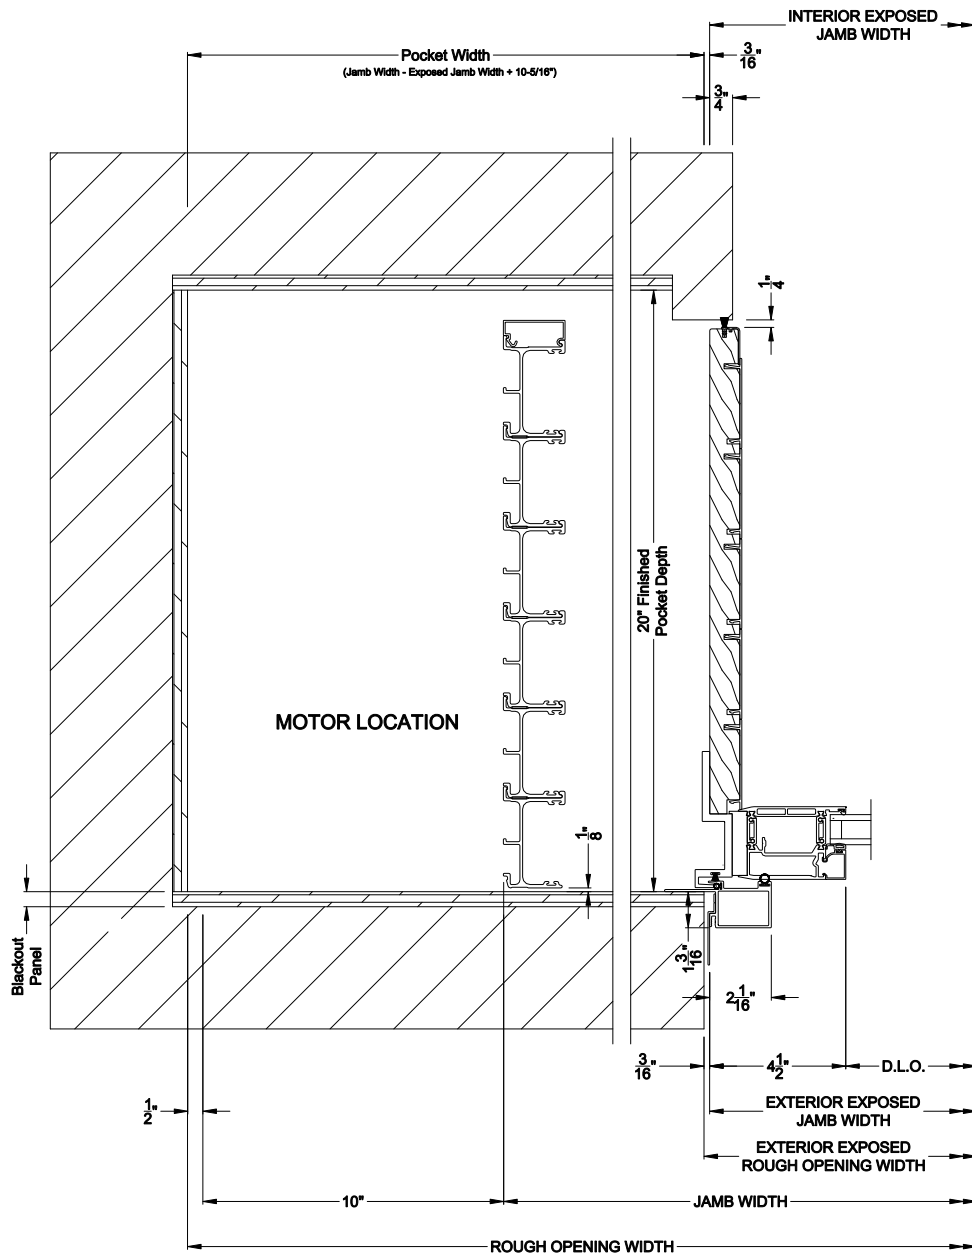 INTERIOR EXPOSED
JAMB WIDTH
Pocket Width
(Jamb Width - Exposed Jamb Width + 10-5/16")
3/16"
3/4"
1/4"
20" Finished
Pocket Depth
MOTOR LOCATION
1/8"
Blackout
Panel
1 3/16"
2 1/16"
3/16"
4 1/2"
D.L.O.
1/2"
EXTERIOR EXPOSED
JAMB WIDTH
EXTERIOR EXPOSED
ROUGH OPENING WIDTH
10"
JAMB WIDTH
ROUGH OPENING WIDTH